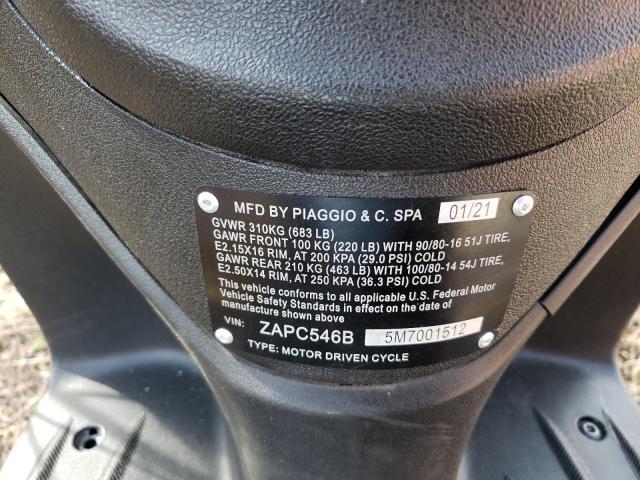 MFD BY PIAGGIO & C. SPA 01/21
GVWR 310KG (683 LB)
GAWR FRONT 100 KG (220 LB) WITH 90/80-16 51J TIRE,
E2.15X16 RIM, AT 200 KPA (29.0 PSI) COLD
GAWR REAR 210 KG (463 LB) WITH 100/80-14 54J TIRE,
E2.50X14 RIM, AT 250 KPA (36.3 PSI) COLD
This vehicle conforms to all applicable U.S. Federal Motor
Vehicle Safety Standards in effect on the date of
manufacture shown above
VIN: ZAPC546B 5M7001512
TYPE: MOTOR DRIVEN CYCLE